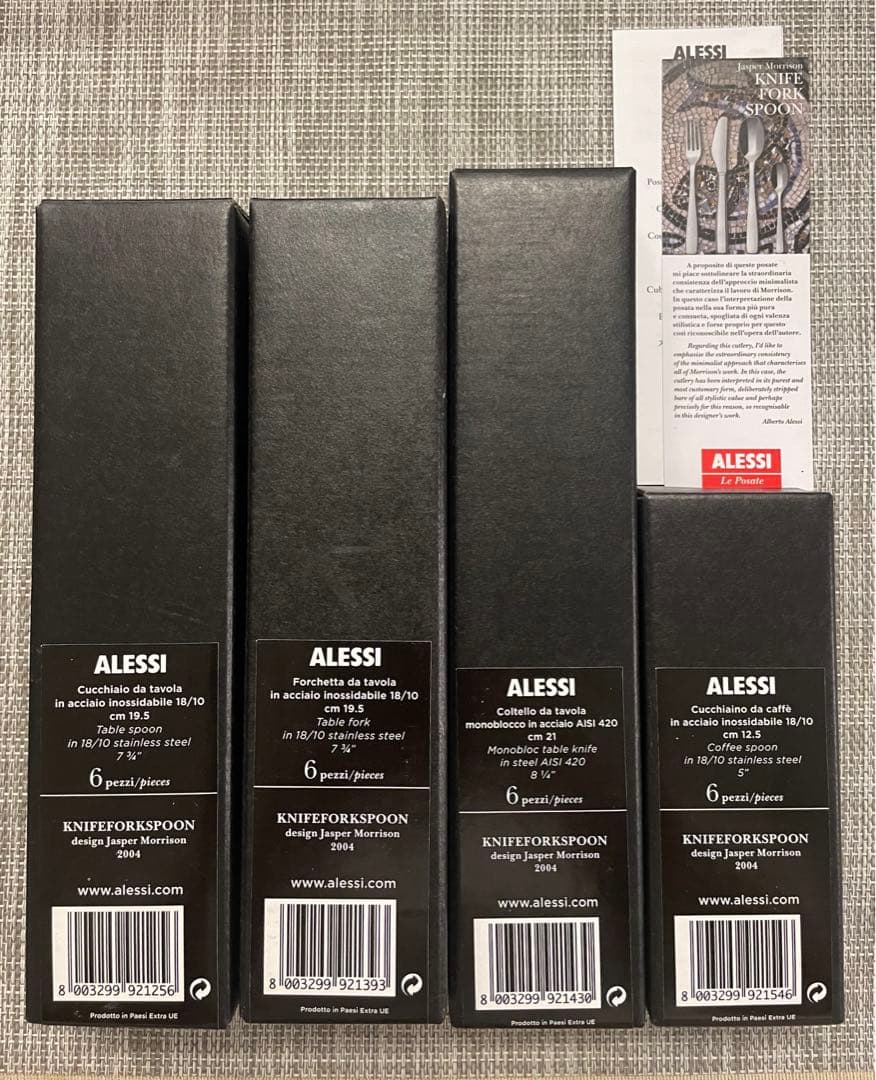 ALESSI
Cucchiaio da tavola
in acciaio inossidabile 18/10
cm 19.5
Table spoon
in 18/10 stainless steel
7 ¾"
6 pezzi/pieces
KNIFEFORKSPOON
design Jasper Morrison
2004
www.alessi.com
8 003299 921256
Prodotto in Paesi Extra UE
ALESSI
Forchetta da tavola
in acciaio inossidabile 18/10
cm 19.5
Table fork
in 18/10 stainless steel
7 ¾"
6 pezzi/pieces
KNIFEFORKSPOON
design Jasper Morrison
2004
www.alessi.com
8 003299 921393
Prodotto in Paesi Extra UE
ALESSI
Coltello da tavola
monoblocco in acciaio AISI 420
cm 21
Monobloc table knife
in steel AISI 420
8 ¼"
6 pezzi/pieces
KNIFEFORKSPOON
design Jasper Morrison
2004
www.alessi.com
8 003299 921430
Prodotto in Paesi Extra UE
ALESSI
Cucchiaino da caffè
in acciaio inossidabile 18/10
cm 12.5
Coffee spoon
in 18/10 stainless steel
5"
6 pezzi/pieces
KNIFEFORKSPOON
design Jasper Morrison
2004
www.alessi.com
8 003299 921546
Prodotto in Paesi Extra UE
ALESSI
Jasper Morrison
KNIFE
FORK
SPOON
A proposito di queste posate
mi piace sottolineare la straordinaria
consistenza dell'approccio minimalista
che caratterizza il lavoro di Morrison.
In questo caso l'interpretazione della
posata nella sua forma più pura
e consueta, spogliata di ogni valenza
stilistica e forse proprio per questo
così riconoscibile nell'opera dell'autore.
Regarding this cutlery, I'd like to
emphasize the extraordinary consistency
of the minimalist approach that characterises
all of Morrison's work. In this case, the
cutlery has been interpreted in its purest and
most customary form, deliberately stripped
bare of all stylistic value and perhaps
precisely for this reason, so recognisable
in this designer's work.
Alberto Alessi
ALESSI
Le Posate